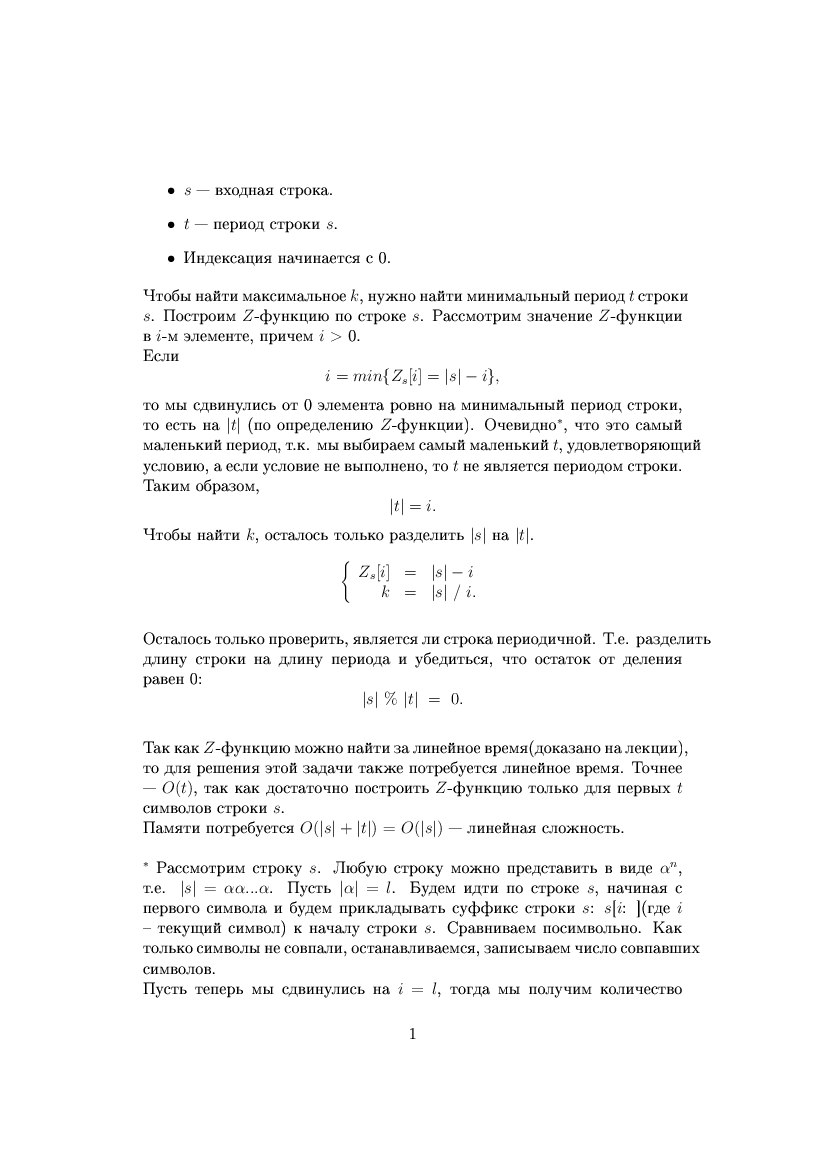 • s — входная строка.
• t — период строки s.
• Индексация начинается с 0.
Чтобы найти максимальное k, нужно найти минимальный период t строки
s. Построим Z-функцию по строке s. Рассмотрим значение Z-функции
в i-м элементе, причем i > 0.
Если
i = min{Z_s[i] = |s| − i},
то мы сдвинулись от 0 элемента ровно на минимальный период строки,
то есть на |t| (по определению Z-функции). Очевидно*, что это самый
маленький период, т.к. мы выбираем самый маленький t, удовлетворяющий
условию, а если условие не выполнено, то t не является периодом строки.
Таким образом,
|t| = i.
Чтобы найти k, осталось только разделить |s| на |t|.
{ Z_s[i] = |s| − i
k = |s| / i.
Осталось только проверить, является ли строка периодичной. Т.е. разделить
длину строки на длину периода и убедиться, что остаток от деления
равен 0:
|s| % |t| = 0.
Так как Z-функцию можно найти за линейное время(доказано на лекции),
то для решения этой задачи также потребуется линейное время. Точнее
— O(t), так как достаточно построить Z-функцию только для первых t
символов строки s.
Памяти потребуется O(|s| + |t|) = O(|s|) — линейная сложность.
* Рассмотрим строку s. Любую строку можно представить в виде αⁿ,
т.е. |s| = αα...α. Пусть |α| = l. Будем идти по строке s, начиная с
первого символа и будем прикладывать суффикс строки s: s[i: ](где i
– текущий символ) к началу строки s. Сравниваем посимвольно. Как
только символы не совпали, останавливаемся, записываем число совпавших
символов.
Пусть теперь мы сдвинулись на i = l, тогда мы получим количество
1